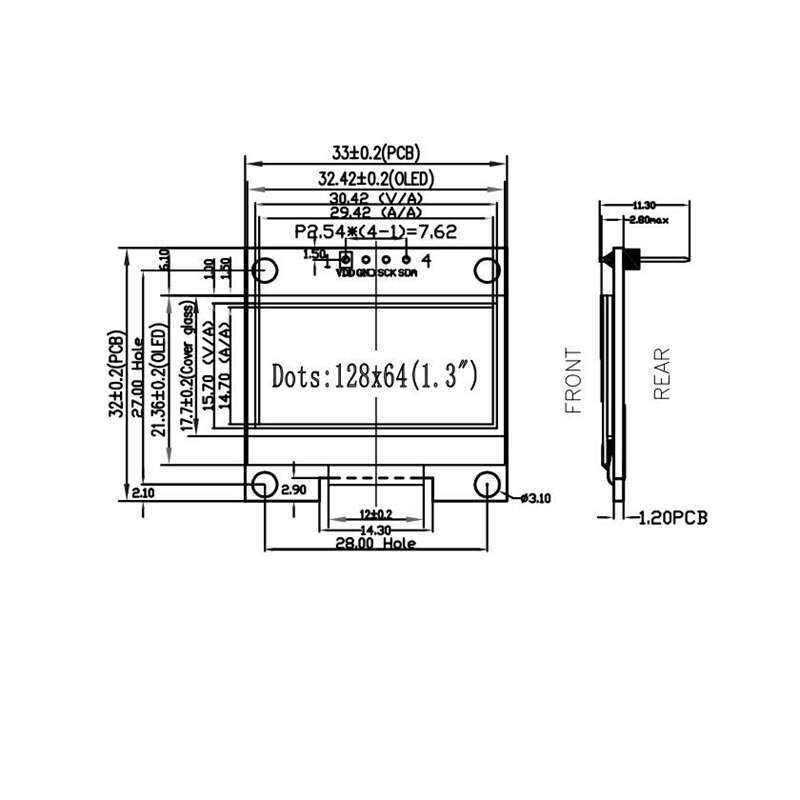 33±0.2(PCB)
32.42±0.2(OLED)
30.42 (V/A)
29.42 (A/A)
P2.54*(4-1)=7.62
1.50
1
4
VDD GND SCK SDA
6.10
1.00
1.50
32±0.2(PCB)
27.00 Hole
21.36±0.2(OLED)
17.7±0.2(Cover glass)
15.70 (V/A)
14.70 (A/A)
Dots:128x64(1.3")
2.10
2.90
12±0.2
14.30
28.00 Hole
ø3.10
11.30
2.80max
FRONT
REAR
1.20PCB